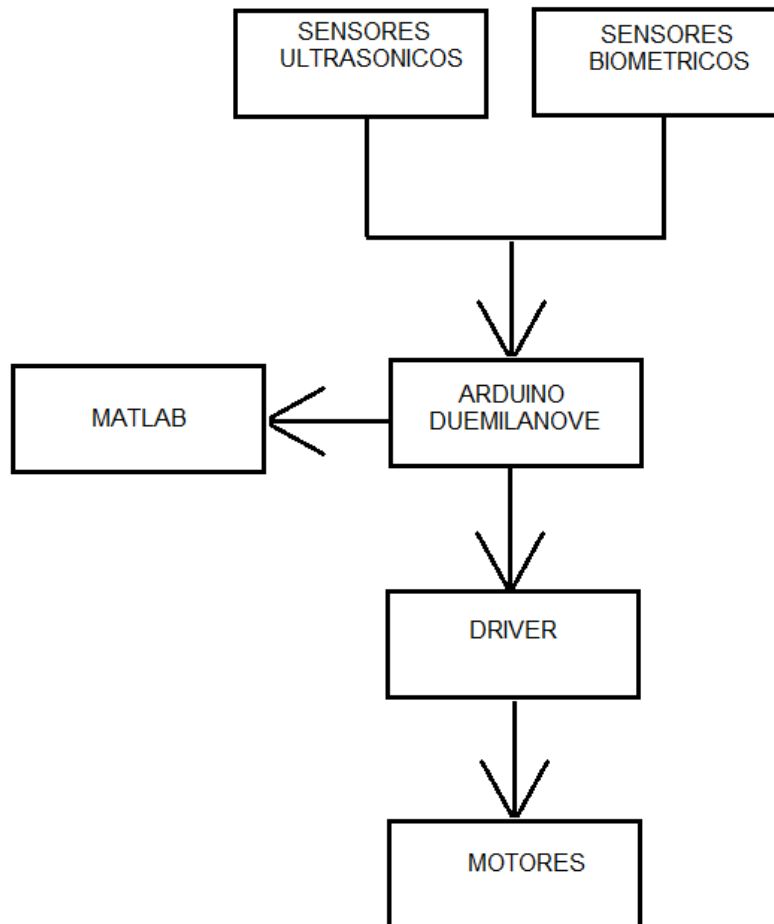 SENSORES
ULTRASONICOS
SENSORES
BIOMETRICOS
MATLAB
ARDUINO
DUEMILANOVE
DRIVER
MOTORES